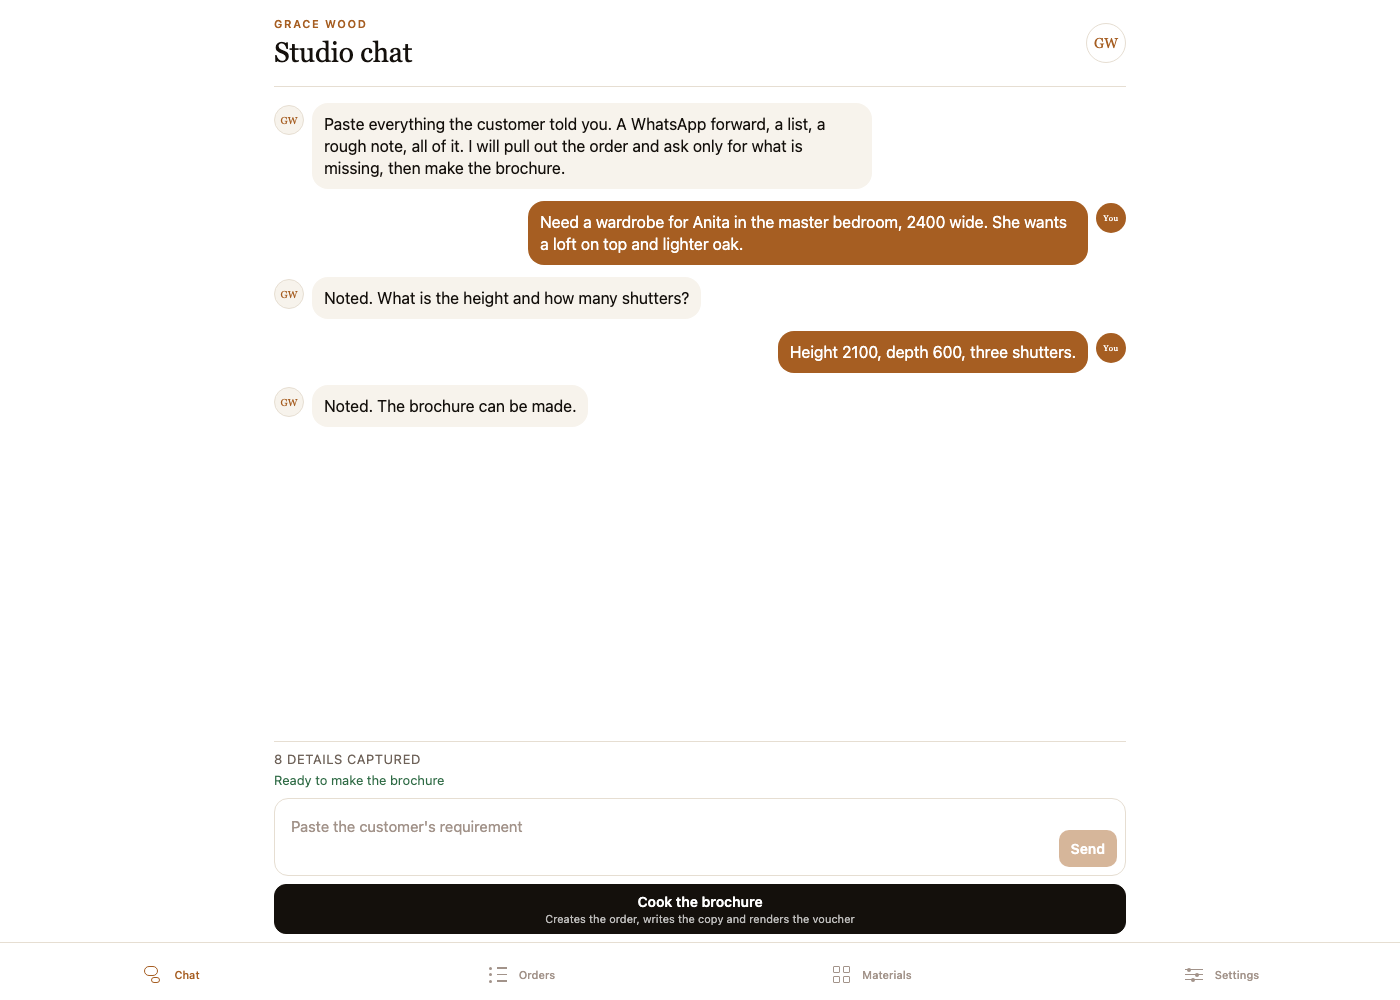 GRACE WOOD
Studio chat
GW
GW
Paste everything the customer told you. A WhatsApp forward, a list, a
rough note, all of it. I will pull out the order and ask only for what is
missing, then make the brochure.
Need a wardrobe for Anita in the master bedroom, 2400 wide. She wants
a loft on top and lighter oak.
You
GW
Noted. What is the height and how many shutters?
Height 2100, depth 600, three shutters.
You
GW
Noted. The brochure can be made.
8 DETAILS CAPTURED
Ready to make the brochure
Paste the customer's requirement
Send
Cook the brochure
Creates the order, writes the copy and renders the voucher
Chat
Orders
Materials
Settings